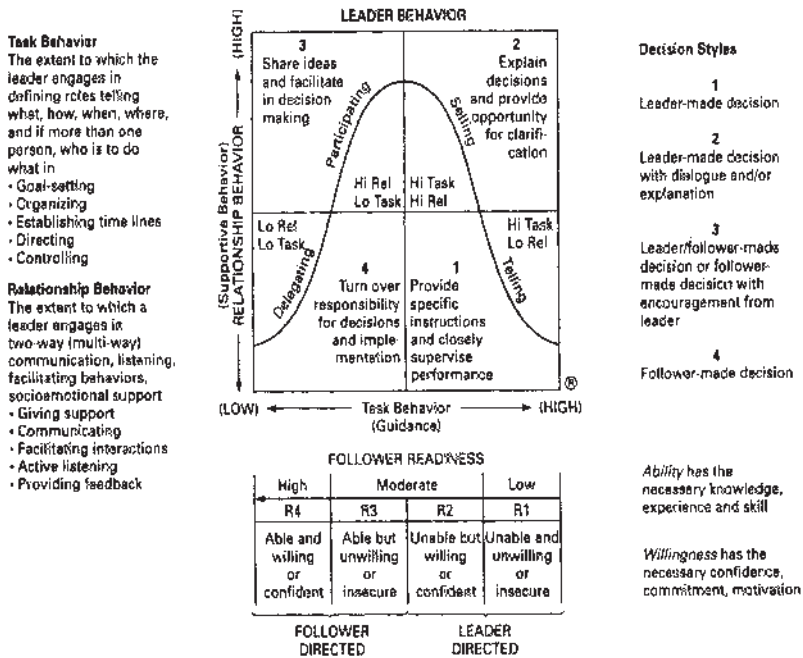 LEADER BEHAVIOR
Task Behavior
The extent to which the
leader engages in
defining roles telling
what, how, when, where,
and if more than one
person, who is to do
what in
• Goal-setting
• Organizing
• Establishing time lines
• Directing
• Controlling
Relationship Behavior
The extent to which a
leader engages in
two-way (multi-way)
communication, listening,
facilitating behaviors,
socioemotional support
• Giving support
• Communicating
• Facilitating interactions
• Active listening
• Providing feedback
(HIGH)
(Supportive Behavior)
RELATIONSHIP BEHAVIOR
3
Share ideas
and facilitate
in decision
making
Participating
Hi Rel
Lo Task
2
Explain
decisions
and provide
opportunity
for clarifi-
cation
Selling
Hi Task
Hi Rel
Lo Rel
Lo Task
Delegating
4
Turn over
responsibility
for decisions
and imple-
mentation
Hi Task
Lo Rel
Telling
1
Provide
specific
instructions
and closely
supervise
performance
®
(LOW) Task Behavior (HIGH)
(Guidance)
FOLLOWER READINESS
High Moderate Low
R4 R3 R2 R1
Able and Able but Unable but Unable and
willing unwilling willing unwilling
or or or or
confident insecure confident insecure
FOLLOWER LEADER
DIRECTED DIRECTED
Decision Styles
1
Leader-made decision
2
Leader-made decision
with dialogue and/or
explanation
3
Leader/follower-made
decision or follower-
made decision with
encouragement from
leader
4
Follower-made decision
Ability has the
necessary knowledge,
experience and skill
Willingness has the
necessary confidence,
commitment, motivation